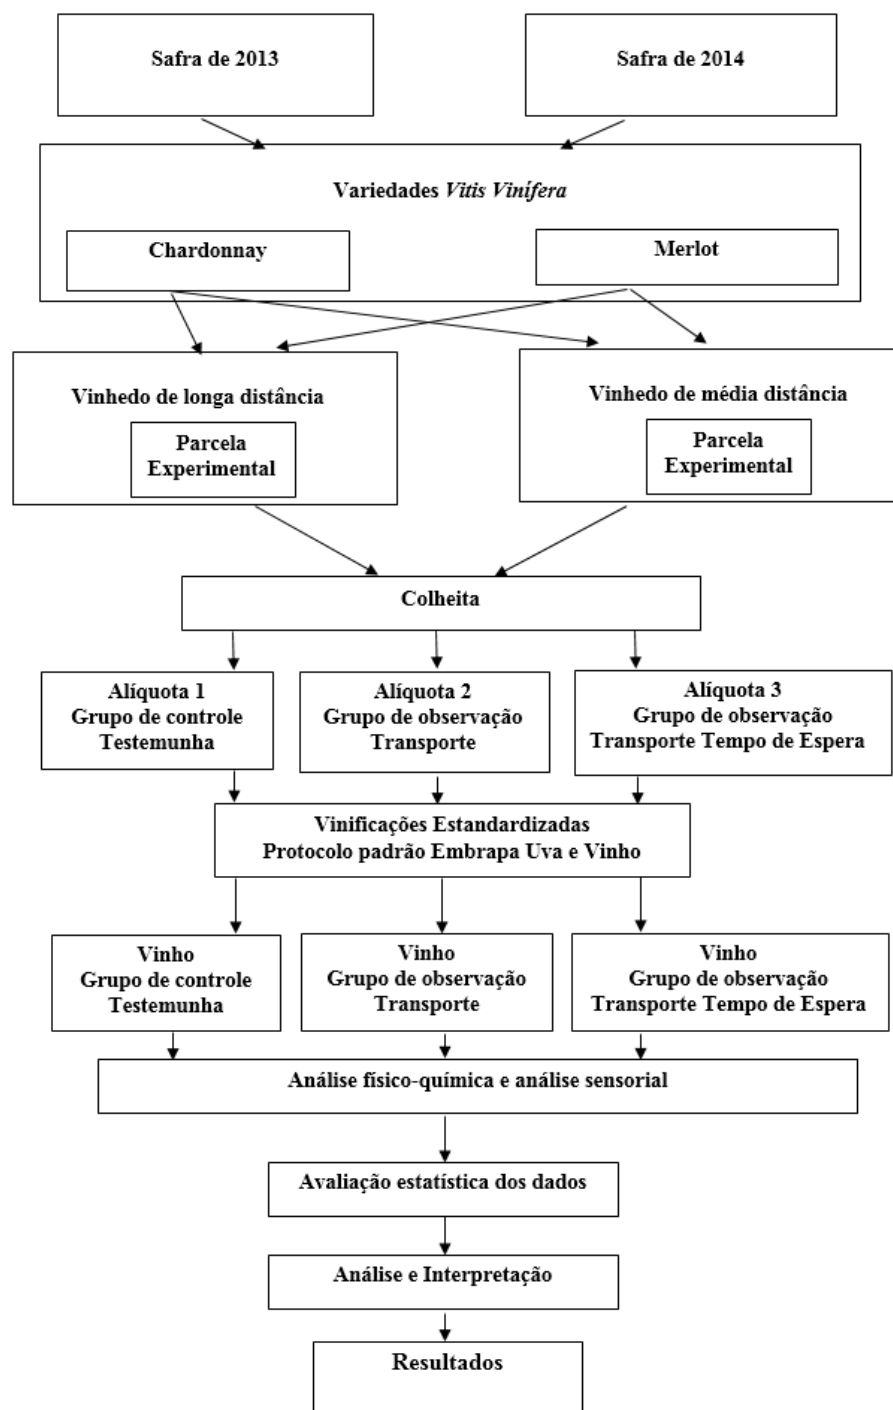 Safra de 2013
Safra de 2014
Variedades Vitis Vinífera
Chardonnay
Merlot
Vinhedo de longa distância
Parcela
Experimental
Vinhedo de média distância
Parcela
Experimental
Colheita
Alíquota 1
Grupo de controle
Testemunha
Alíquota 2
Grupo de observação
Transporte
Alíquota 3
Grupo de observação
Transporte Tempo de Espera
Vinificações Estandardizadas
Protocolo padrão Embrapa Uva e Vinho
Vinho
Grupo de controle
Testemunha
Vinho
Grupo de observação
Transporte
Vinho
Grupo de observação
Transporte Tempo de Espera
Análise físico-química e análise sensorial
Avaliação estatística dos dados
Análise e Interpretação
Resultados